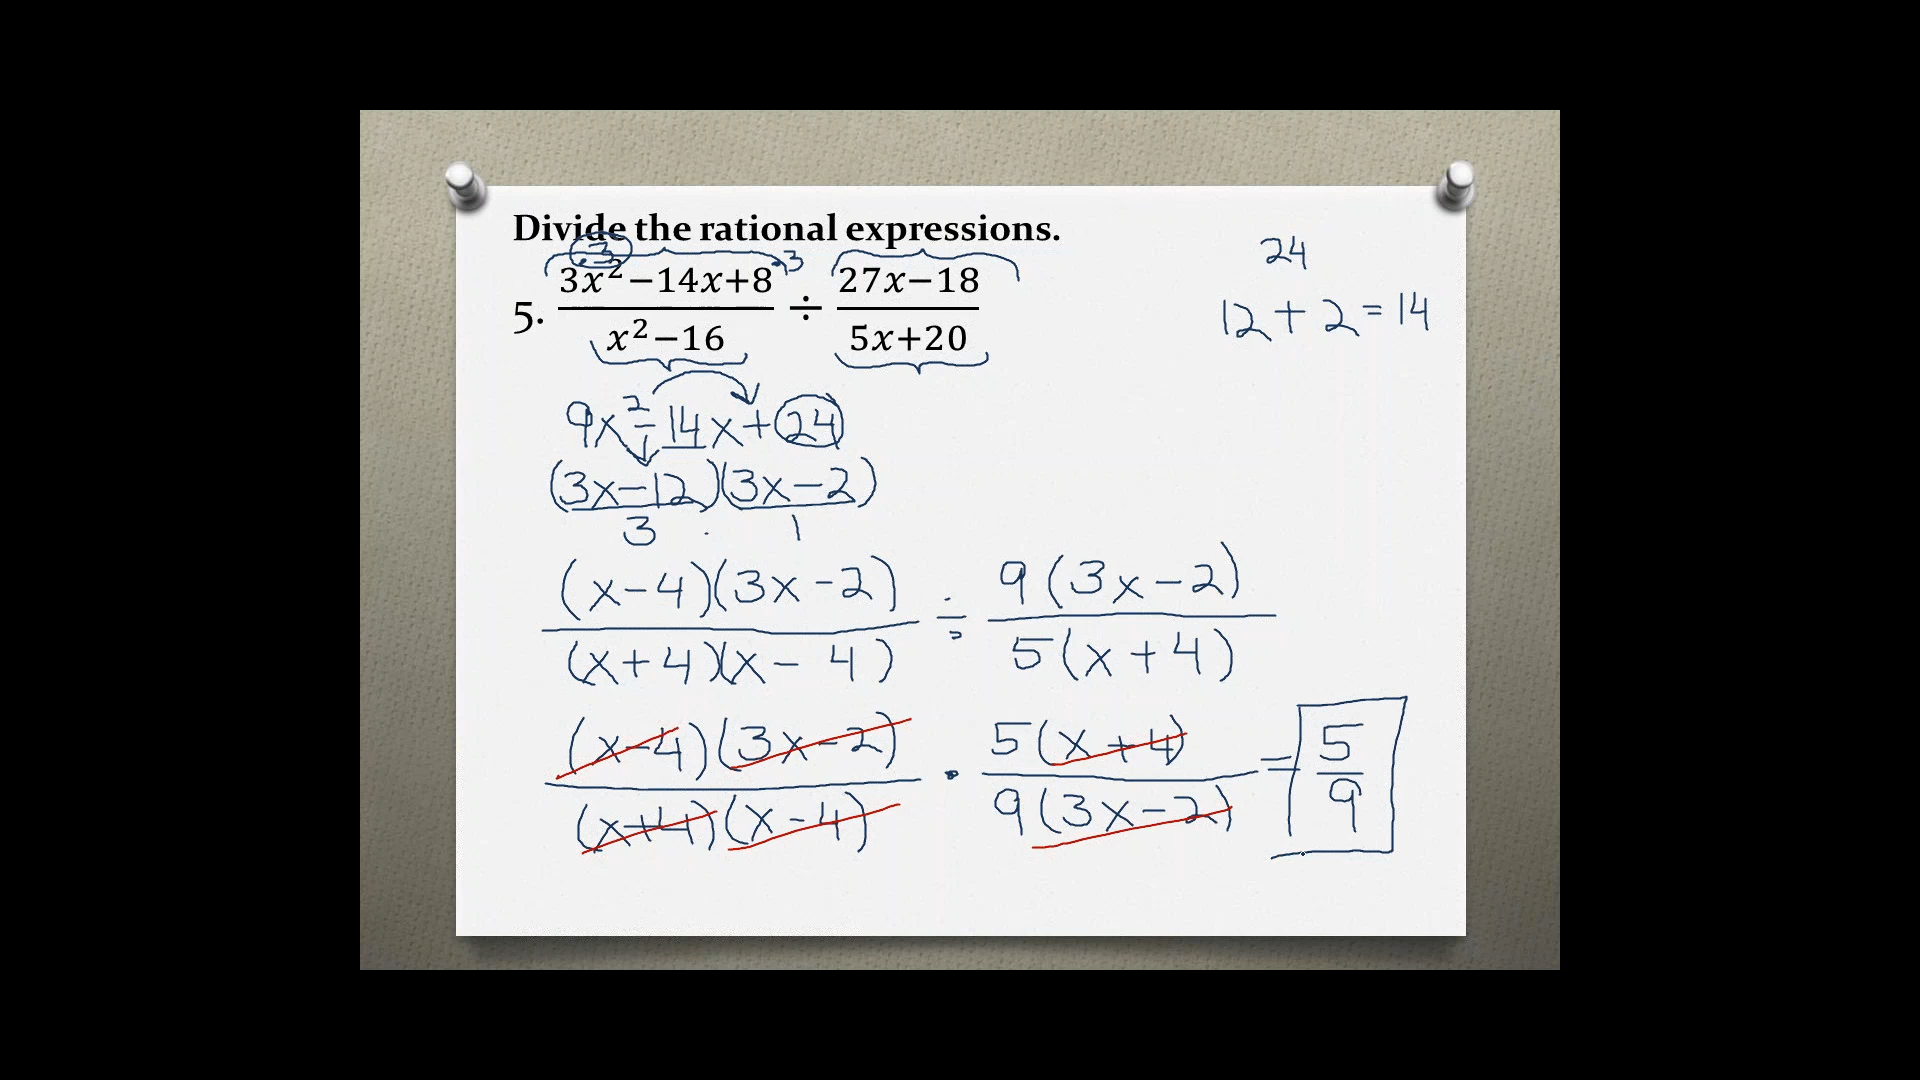 Divide the rational expressions.
.3 .3
5. 3x²−14x+8 / x²−16 ÷ 27x−18 / 5x+20
24
12 + 2 = 14
9x² − 14x + 24
(3x−12)(3x−2)
3 . 1
(x−4)(3x−2) / (x+4)(x−4) ÷ 9(3x−2) / 5(x+4)
(x−4)(3x−2) / (x+4)(x−4) · 5(x+4) / 9(3x−2) = 5/9